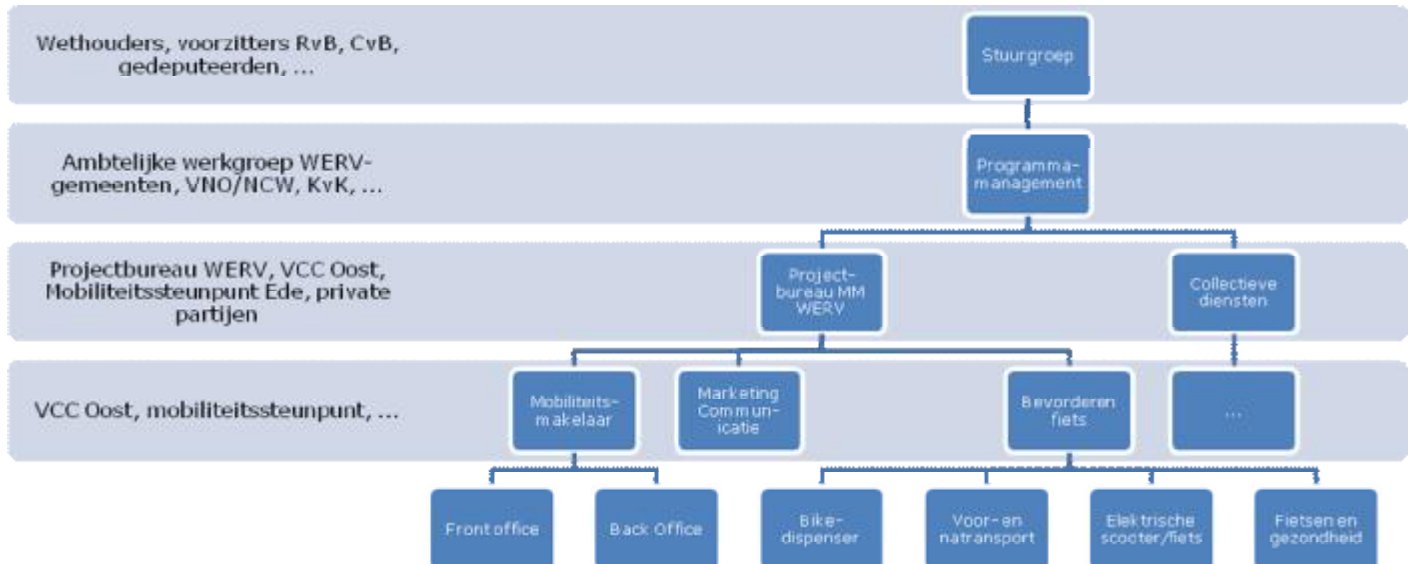 Wethouders, voorzitters RvB, CvB,
gedeputeerden, ...
Stuurgroep
Ambtelijke werkgroep WERV-
gemeenten, VNO/NCW, KvK, ...
Programma-
management
Projectbureau WERV, VCC Oost,
Mobiliteitssteunpunt Ede, private
partijen
Project-
bureau MM
WERV
Collectieve
diensten
VCC Oost, mobiliteitssteunpunt, ...
Mobiliteits-
makelaar
Marketing
Commun-
icatie
Bevorderen
fiets
...
Front office
Back Office
Bike-
dispenser
Voor- en
natransport
Elektrische
scooter/fiets
Fietsen en
gezondheid